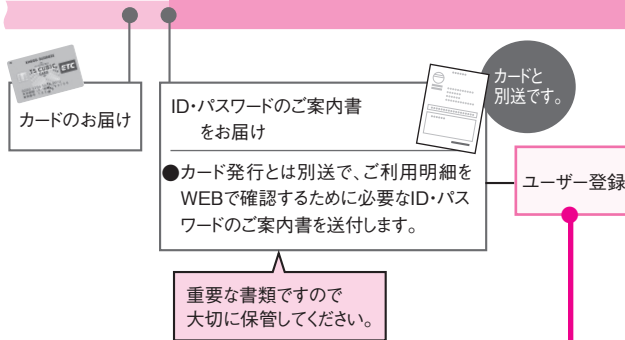 TS CUBIC
ETC
カードのお届け
ID・パスワードのご案内書
をお届け
カードと
別送です。
●カード発行とは別送で、ご利用明細を
WEBで確認するために必要なID・パス
ワードのご案内書を送付します。
ユーザー登録
重要な書類ですので
大切に保管してください。